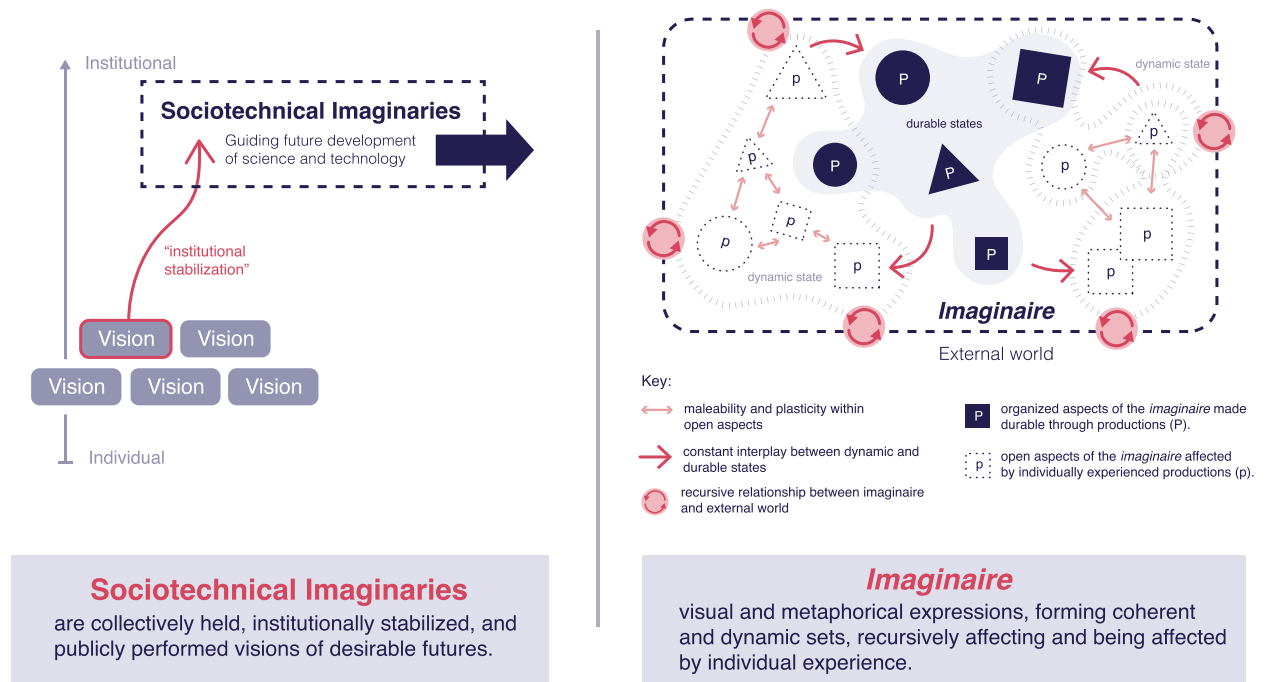 Institutional
Sociotechnical Imaginaries
Guiding future development
of science and technology
“institutional
stabilization”
Vision
Vision
Vision
Vision
Vision
Individual
Sociotechnical Imaginaries
are collectively held, institutionally stabilized, and
publicly performed visions of desirable futures.
p
P
P
dynamic state
durable states
p
p
P
P
p
p
p
p
p
P
p
p
dynamic state
Imaginaire
External world
Key:
maleability and plasticity within
open aspects
constant interplay between dynamic and
durable states
recursive relationship between imaginaire
and external world
P
organized aspects of the imaginaire made
durable through productions (P).
p
open aspects of the imaginaire affected
by individually experienced productions (p).
Imaginaire
visual and metaphorical expressions, forming coherent
and dynamic sets, recursively affecting and being affected
by individual experience.